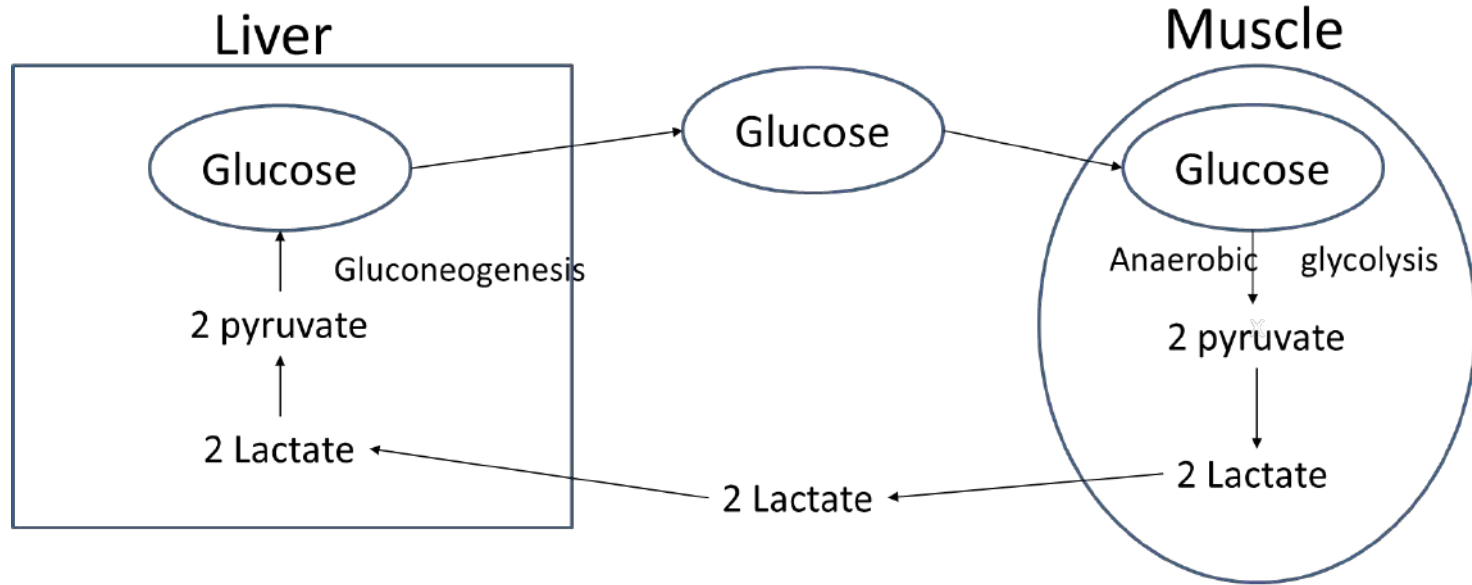 Liver
Muscle
Glucose
Glucose
Glucose
Gluconeogenesis
Anaerobic glycolysis
2 pyruvate
2 pyruvate
2 Lactate
2 Lactate
2 Lactate